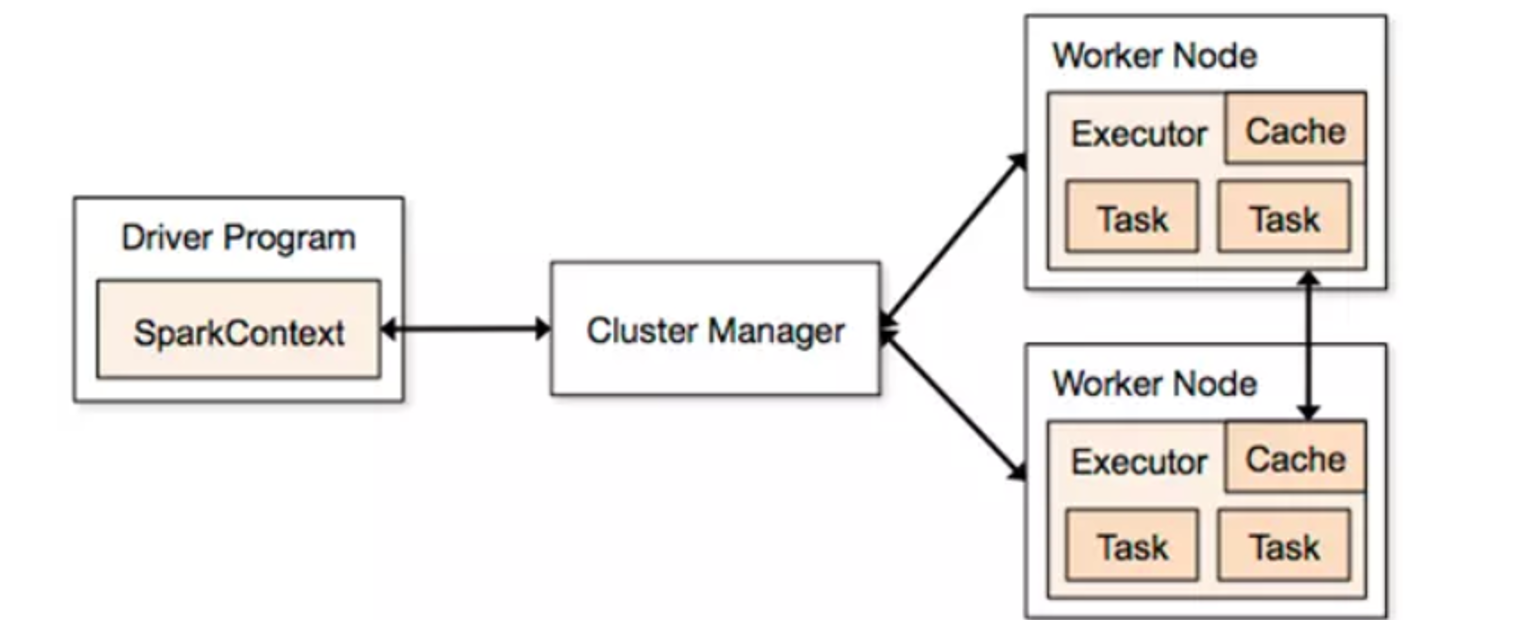 Driver Program
SparkContext
Cluster Manager
Worker Node
Executor
Cache
Task
Task
Worker Node
Executor
Cache
Task
Task